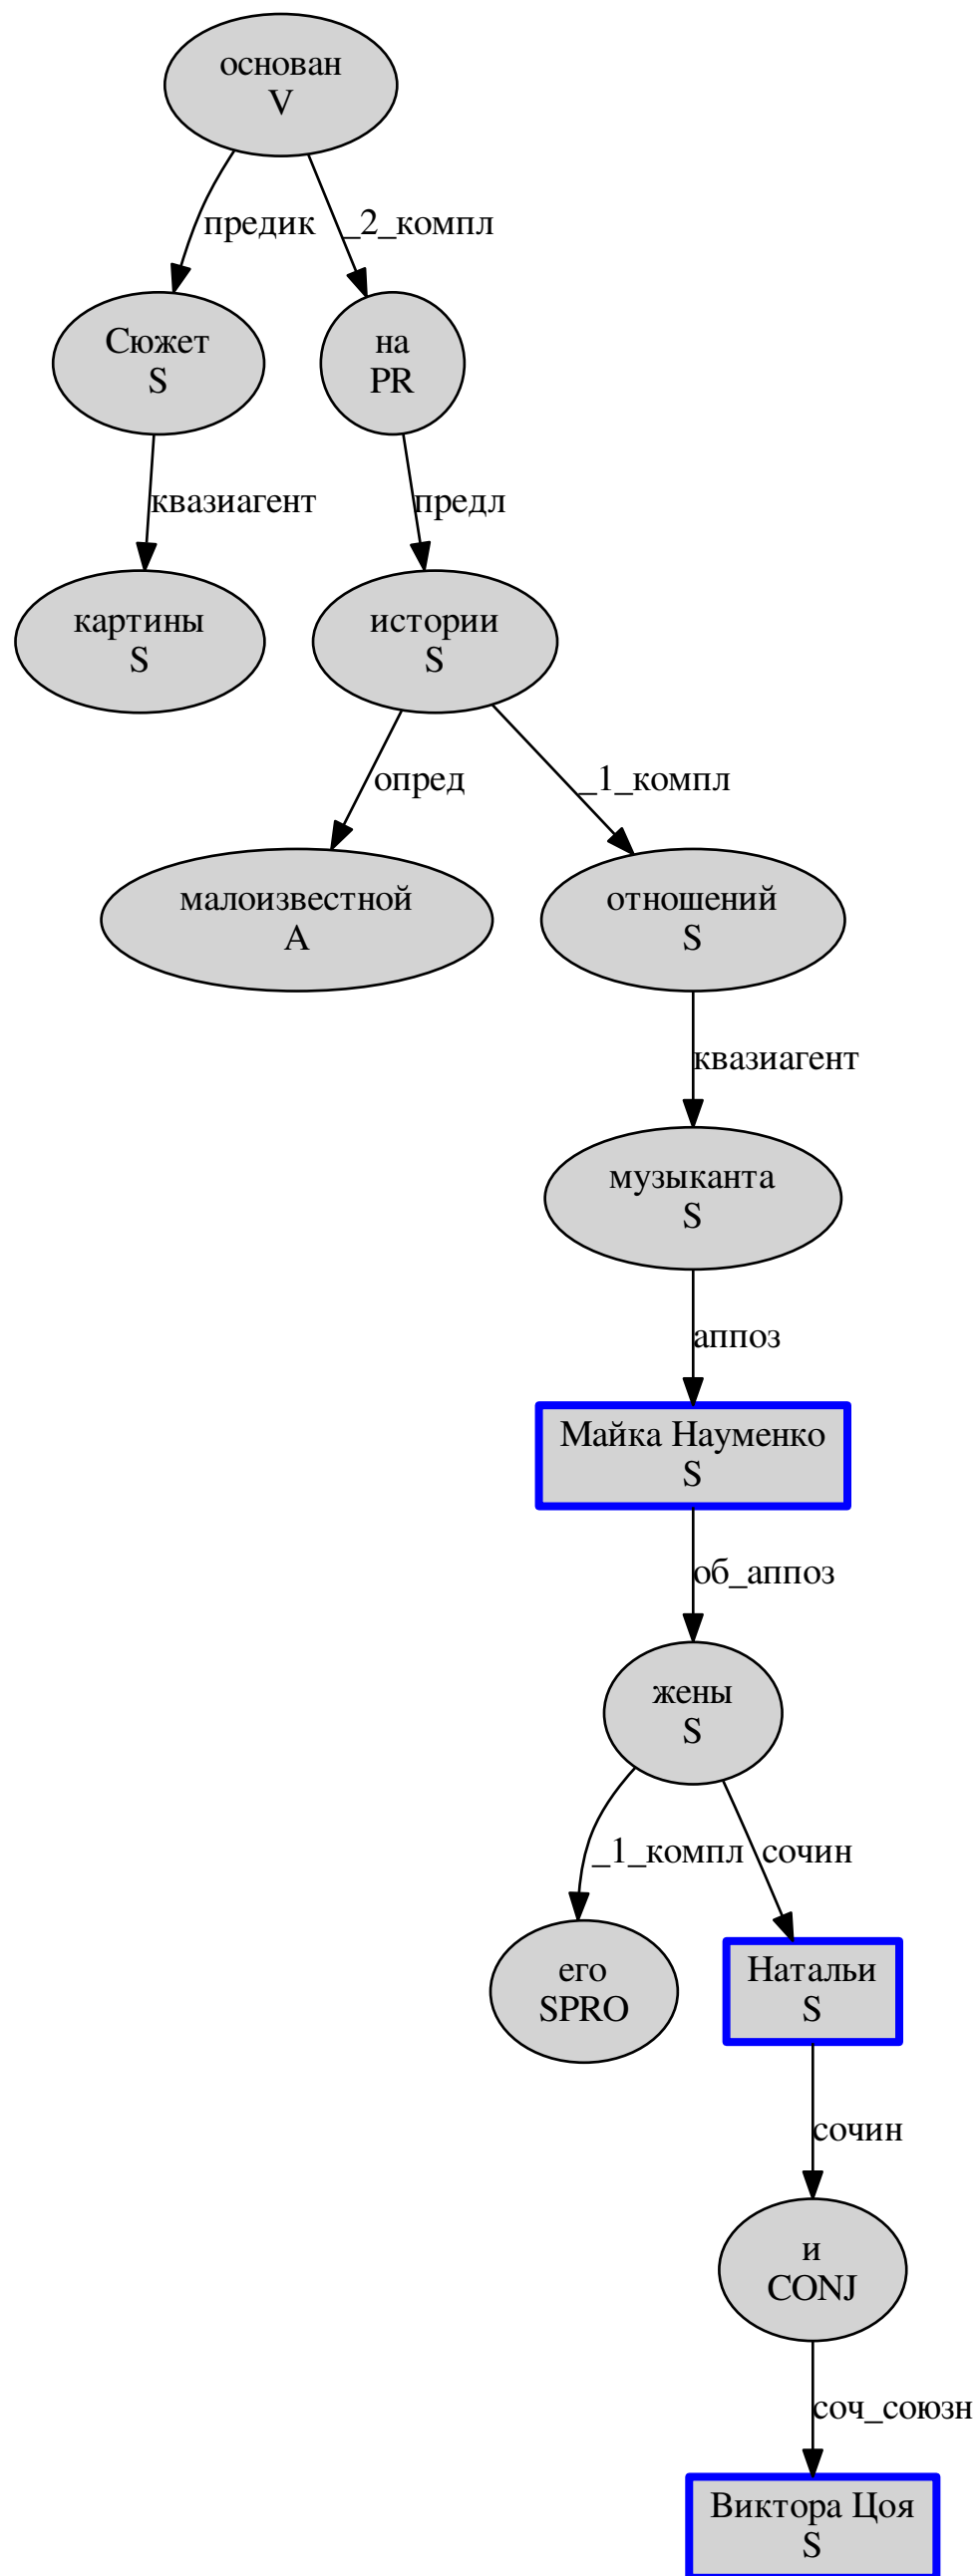 основан
V
предик
_2_компл
Сюжет
S
на
PR
квазиагент
предл
картины
S
истории
S
опред
_1_компл
малоизвестной
A
отношений
S
квазиагент
музыканта
S
аппоз
Майка Науменко
S
об_аппоз
жены
S
_1_компл
сочин
его
SPRO
Натальи
S
сочин
и
CONJ
соч_союзн
Виктора Цоя
S